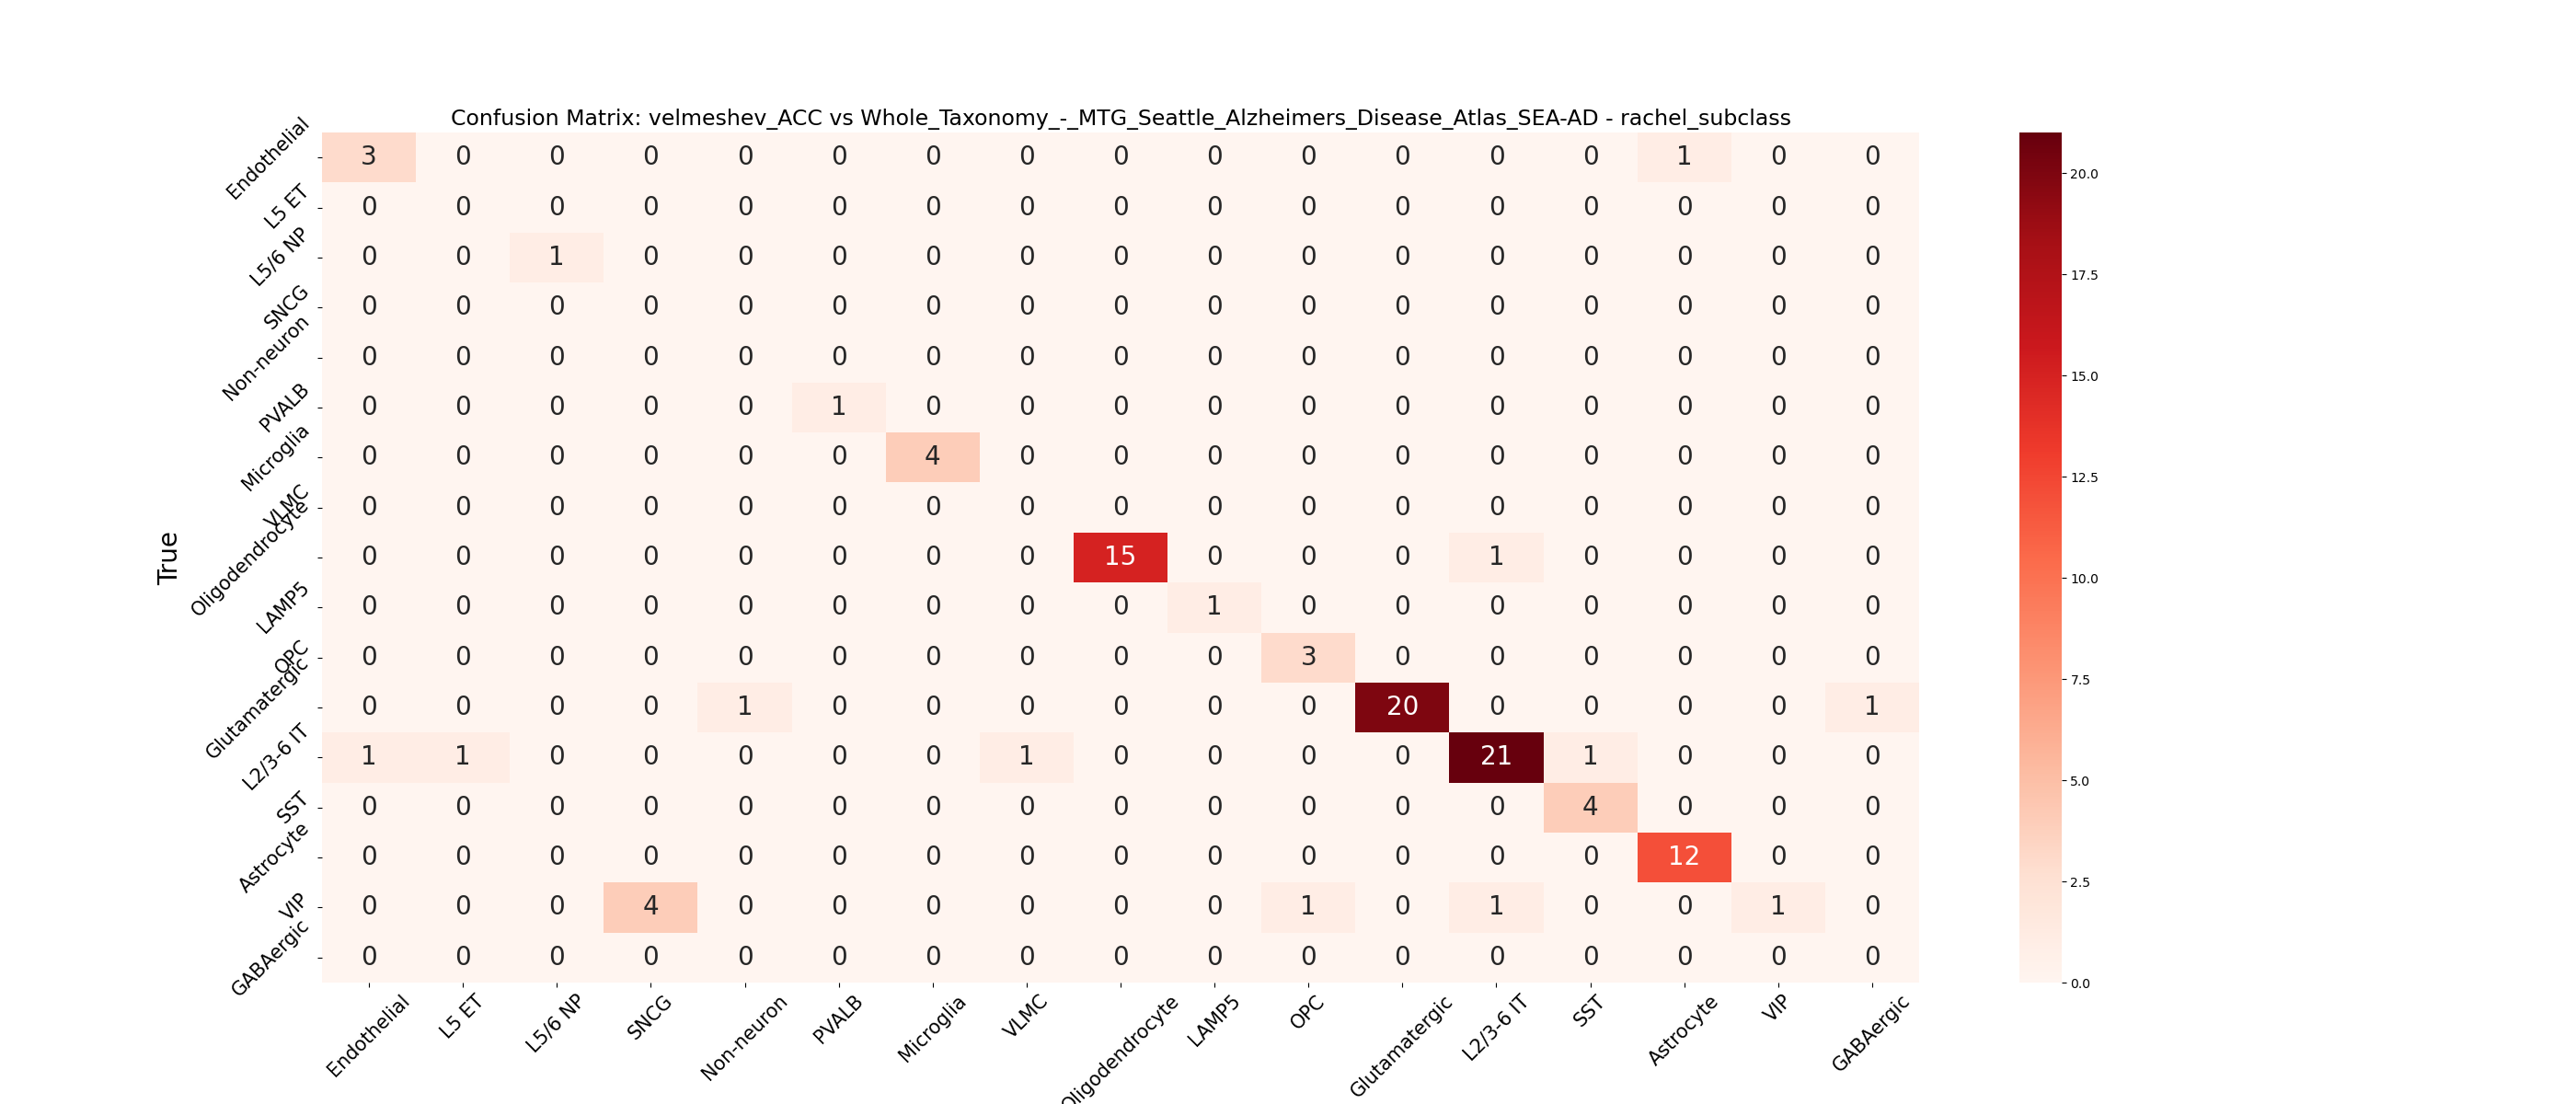 Confusion Matrix: velmeshev_ACC vs Whole_Taxonomy_-_MTG_Seattle_Alzheimers_Disease_Atlas_SEA-AD - rachel_subclass
Endothelial 3 0 0 0 0 0 0 0 0 0 0 0 0 0 1 0 0
L5 ET 0 0 0 0 0 0 0 0 0 0 0 0 0 0 0 0 0
L5/6 NP 0 0 1 0 0 0 0 0 0 0 0 0 0 0 0 0 0
SNCG 0 0 0 0 0 0 0 0 0 0 0 0 0 0 0 0 0
Non-neuron 0 0 0 0 0 0 0 0 0 0 0 0 0 0 0 0 0
PVALB 0 0 0 0 0 1 0 0 0 0 0 0 0 0 0 0 0
Microglia 0 0 0 0 0 0 4 0 0 0 0 0 0 0 0 0 0
VLMC 0 0 0 0 0 0 0 0 0 0 0 0 0 0 0 0 0
Oligodendrocyte 0 0 0 0 0 0 0 0 15 0 0 0 1 0 0 0 0
LAMP5 0 0 0 0 0 0 0 0 0 1 0 0 0 0 0 0 0
OPC 0 0 0 0 0 0 0 0 0 0 3 0 0 0 0 0 0
Glutamatergic 0 0 0 0 1 0 0 0 0 0 0 20 0 0 0 0 1
L2/3-6 IT 1 1 0 0 0 0 0 1 0 0 0 0 21 1 0 0 0
SST 0 0 0 0 0 0 0 0 0 0 0 0 0 4 0 0 0
Astrocyte 0 0 0 0 0 0 0 0 0 0 0 0 0 0 12 0 0
VIP 0 0 0 4 0 0 0 0 0 0 1 0 1 0 0 1 0
GABAergic 0 0 0 0 0 0 0 0 0 0 0 0 0 0 0 0 0
True
Endothelial L5 ET L5/6 NP SNCG Non-neuron PVALB Microglia VLMC Oligodendrocyte LAMP5 OPC Glutamatergic L2/3-6 IT SST Astrocyte VIP GABAergic
20.0
17.5
15.0
12.5
10.0
7.5
5.0
2.5
0.0